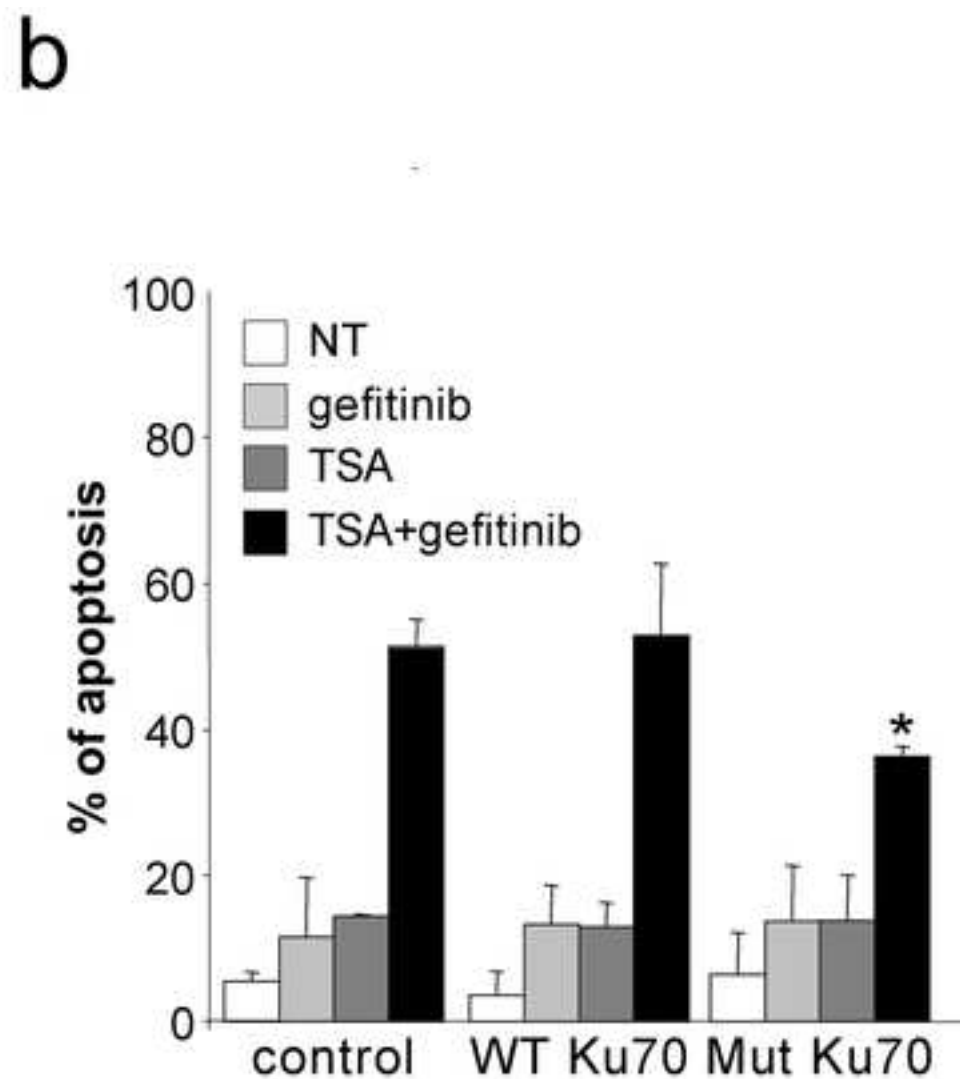 b
100
80
60
40
20
0
% of apoptosis
NT
gefitinib
TSA
TSA+gefitinib
*
control WT Ku70 Mut Ku70